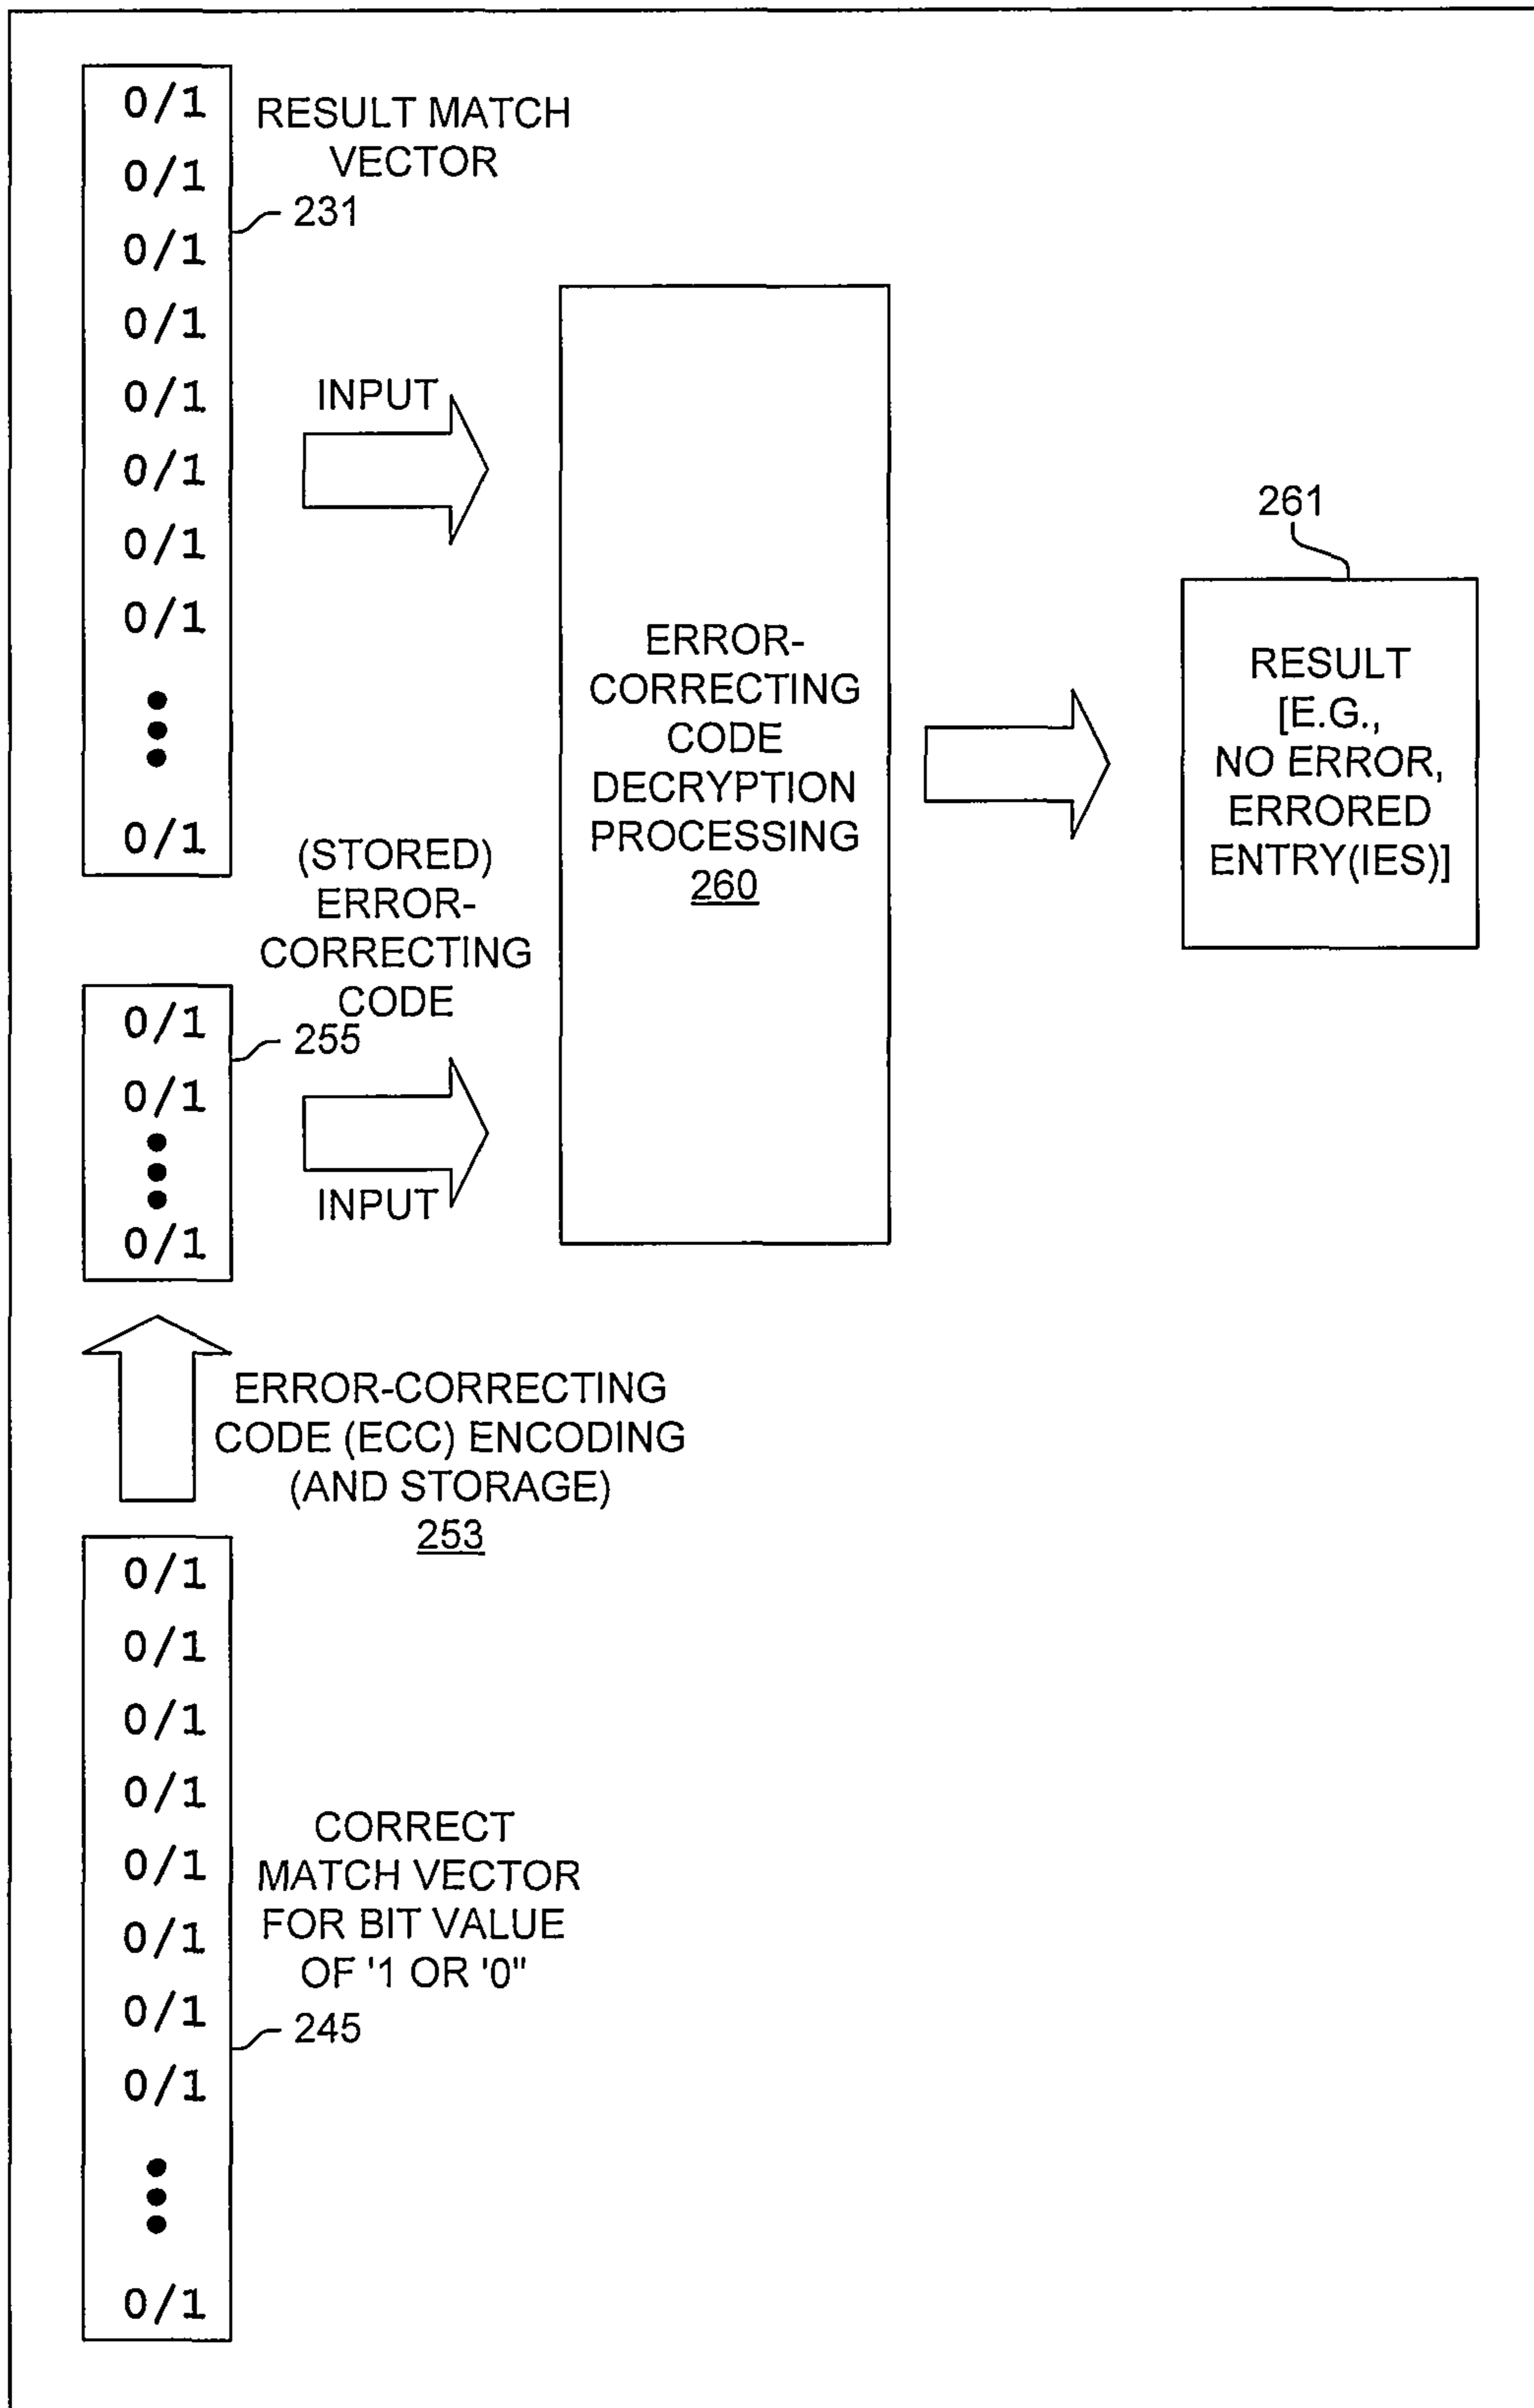 0/1
0/1
0/1
0/1
0/1
0/1
0/1
0/1
0/1
RESULT MATCH
VECTOR
231
INPUT
(STORED)
ERROR-
CORRECTING
CODE
255
0/1
0/1
0/1
INPUT
ERROR-
CORRECTING
CODE
DECRYPTION
PROCESSING
260
261
RESULT
[E.G.,
NO ERROR,
ERRORED
ENTRY(IES)]
ERROR-CORRECTING
CODE (ECC) ENCODING
(AND STORAGE)
253
0/1
0/1
0/1
0/1
0/1
0/1
0/1
0/1
0/1
CORRECT
MATCH VECTOR
FOR BIT VALUE
OF '1 OR '0"
245